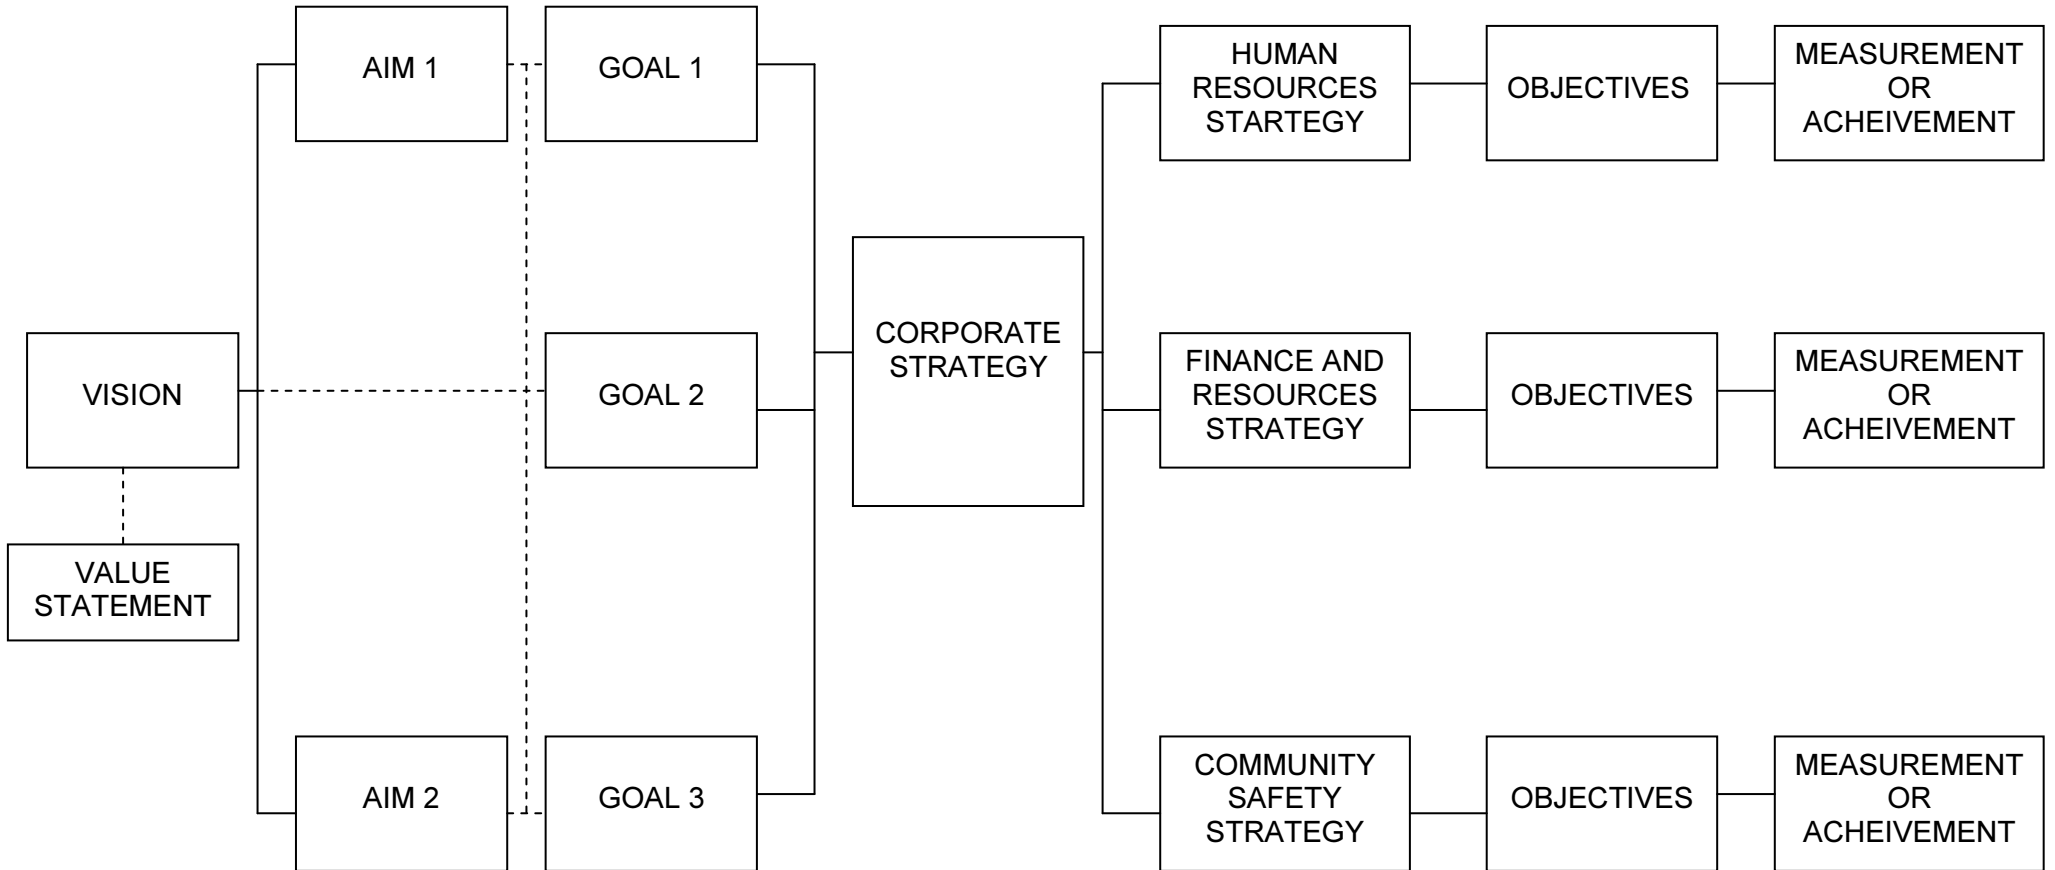 AIM 1
GOAL 1
HUMAN
RESOURCES
STARTEGY
OBJECTIVES
MEASUREMENT
OR
ACHEIVEMENT
VISION
GOAL 2
CORPORATE
STRATEGY
FINANCE AND
RESOURCES
STRATEGY
OBJECTIVES
MEASUREMENT
OR
ACHEIVEMENT
VALUE
STATEMENT
AIM 2
GOAL 3
COMMUNITY
SAFETY
STRATEGY
OBJECTIVES
MEASUREMENT
OR
ACHEIVEMENT